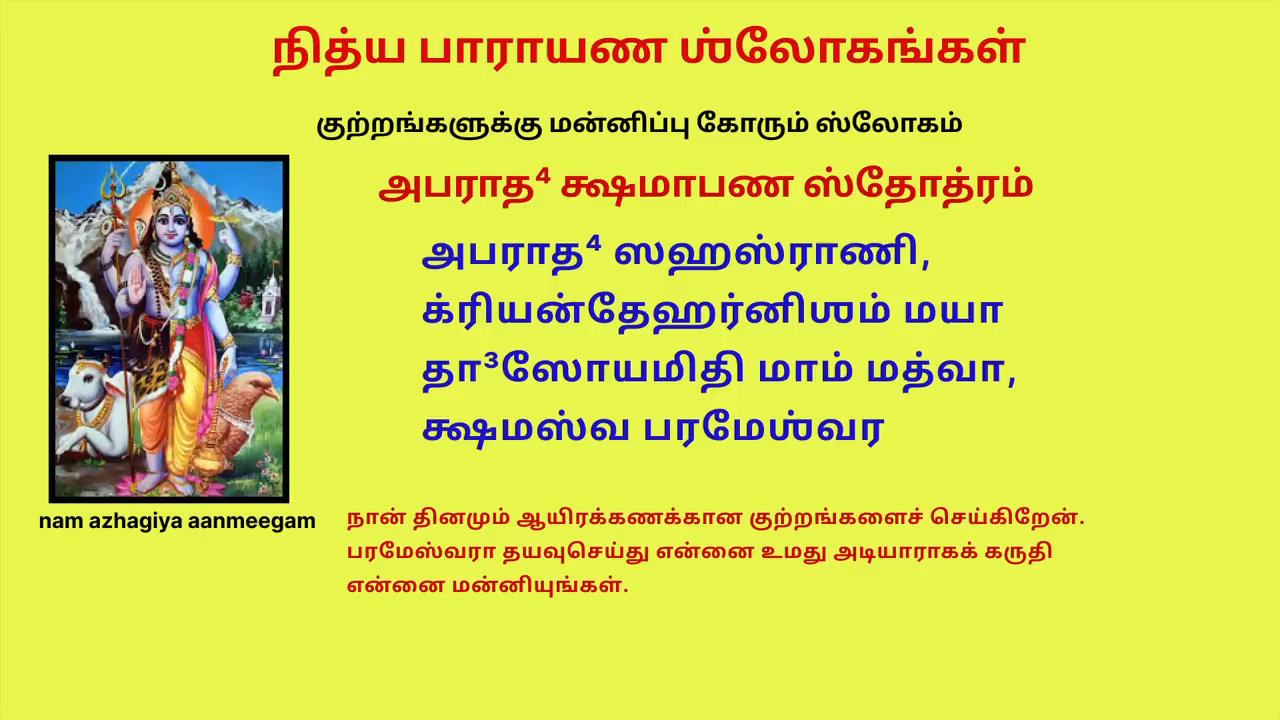 நித்ய பாராயண ஶ்லோகங்கள்
குற்றங்களுக்கு மன்னிப்பு கோரும் ஸ்லோகம்
அபராத⁴ க்ஷமாபண ஸ்தோத்ரம்
அபராத⁴ ஸஹஸ்ராணி,
க்ரியன்தேஹர்னிஶம் மயா
தா³ஸோயமிதி மாம் மத்வா,
க்ஷமஸ்வ பரமேஶ்வர
nam azhagiya aanmeegam
நான் தினமும் ஆயிரக்கணக்கான குற்றங்களைச் செய்கிறேன்.
பரமேஸ்வரா தயவுசெய்து என்னை உமது அடியாராகக் கருதி
என்னை மன்னியுங்கள்.